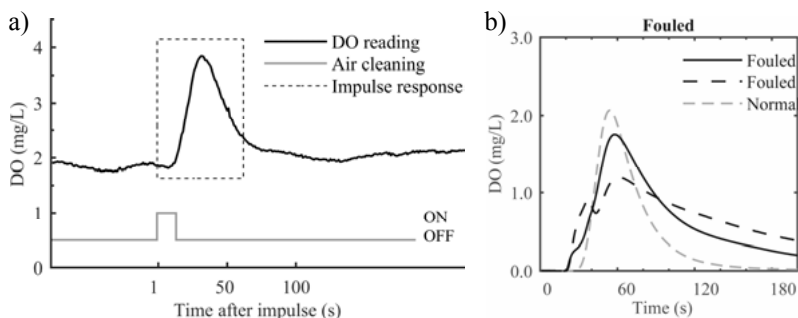 a)
DO (mg/L)
5
4
3
2
1
0
DO reading
Air cleaning
Impulse response
ON
OFF
1 50 100
Time after impulse (s)
b)
Fouled
DO (mg/L)
3.0
2.0
1.0
0.0
Fouled
Fouled
Norma
0 60 120 180
Time (s)